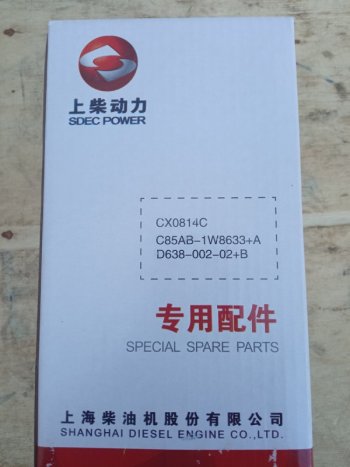 上柴动力
SDEC POWER
CX0814C
C85AB-1W8633+A
D638-002-02+B
专用配件
SPECIAL SPARE PARTS
上海柴油机股份有限公司
SHANGHAI DIESEL ENGINE CO.,LTD.